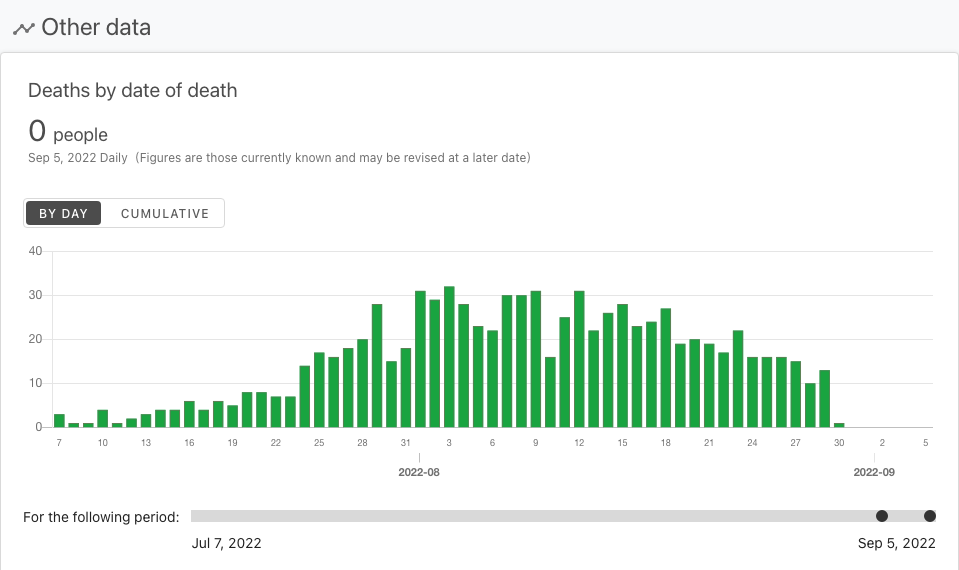 Other data
Deaths by date of death
0 people
Sep 5, 2022 Daily (Figures are those currently known and may be revised at a later date)
BY DAY CUMULATIVE
40
30
20
10
0
7 10 13 16 19 22 25 28 31 3 6 9 12 15 18 21 24 27 30 2 5
2022-08 2022-09
For the following period:
Jul 7, 2022 Sep 5, 2022